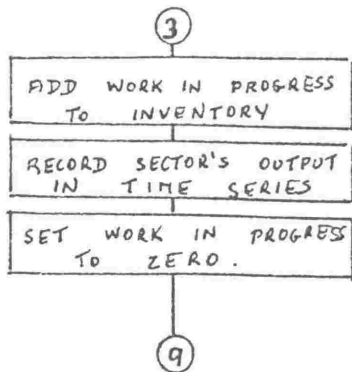 3
ADD WORK IN PROGRESS
TO INVENTORY
RECORD SECTOR'S OUTPUT
IN TIME SERIES
SET WORK IN PROGRESS
TO ZERO.
9